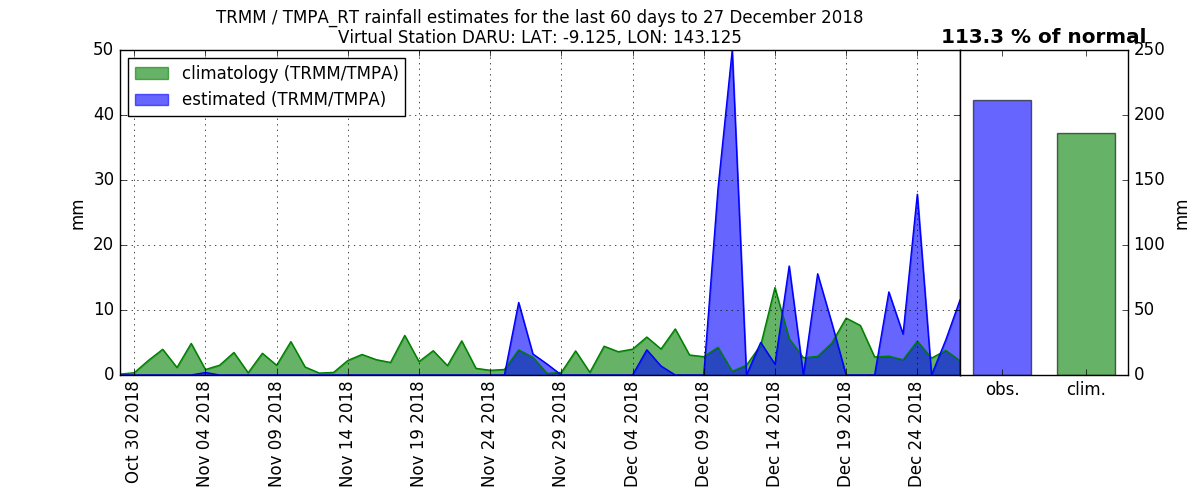 TRMM / TMPA_RT rainfall estimates for the last 60 days to 27 December 2018
Virtual Station DARU: LAT: -9.125, LON: 143.125
113.3 % of normal
climatology (TRMM/TMPA)
estimated (TRMM/TMPA)
mm
50
40
30
20
10
0
Oct 30 2018
Nov 04 2018
Nov 09 2018
Nov 14 2018
Nov 19 2018
Nov 24 2018
Nov 29 2018
Dec 04 2018
Dec 09 2018
Dec 14 2018
Dec 19 2018
Dec 24 2018
obs.
clim.
250
200
150
100
50
0
mm